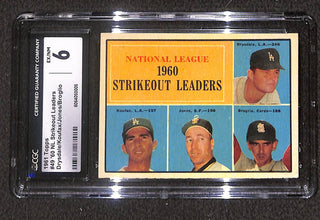 CERTIFIED GUARANTY COMPANY
CGC
EX/NM
6
1961 Topps
#49 '60 NL Strikeout Leaders
Drysdale/Koufax/Jones/Broglio
NATIONAL LEAGUE
1960
STRIKEOUT LEADERS
Drysdale, L.A.—246
Koufax, L.A.—197
Jones, S.F.—190
Broglio, Cards—188